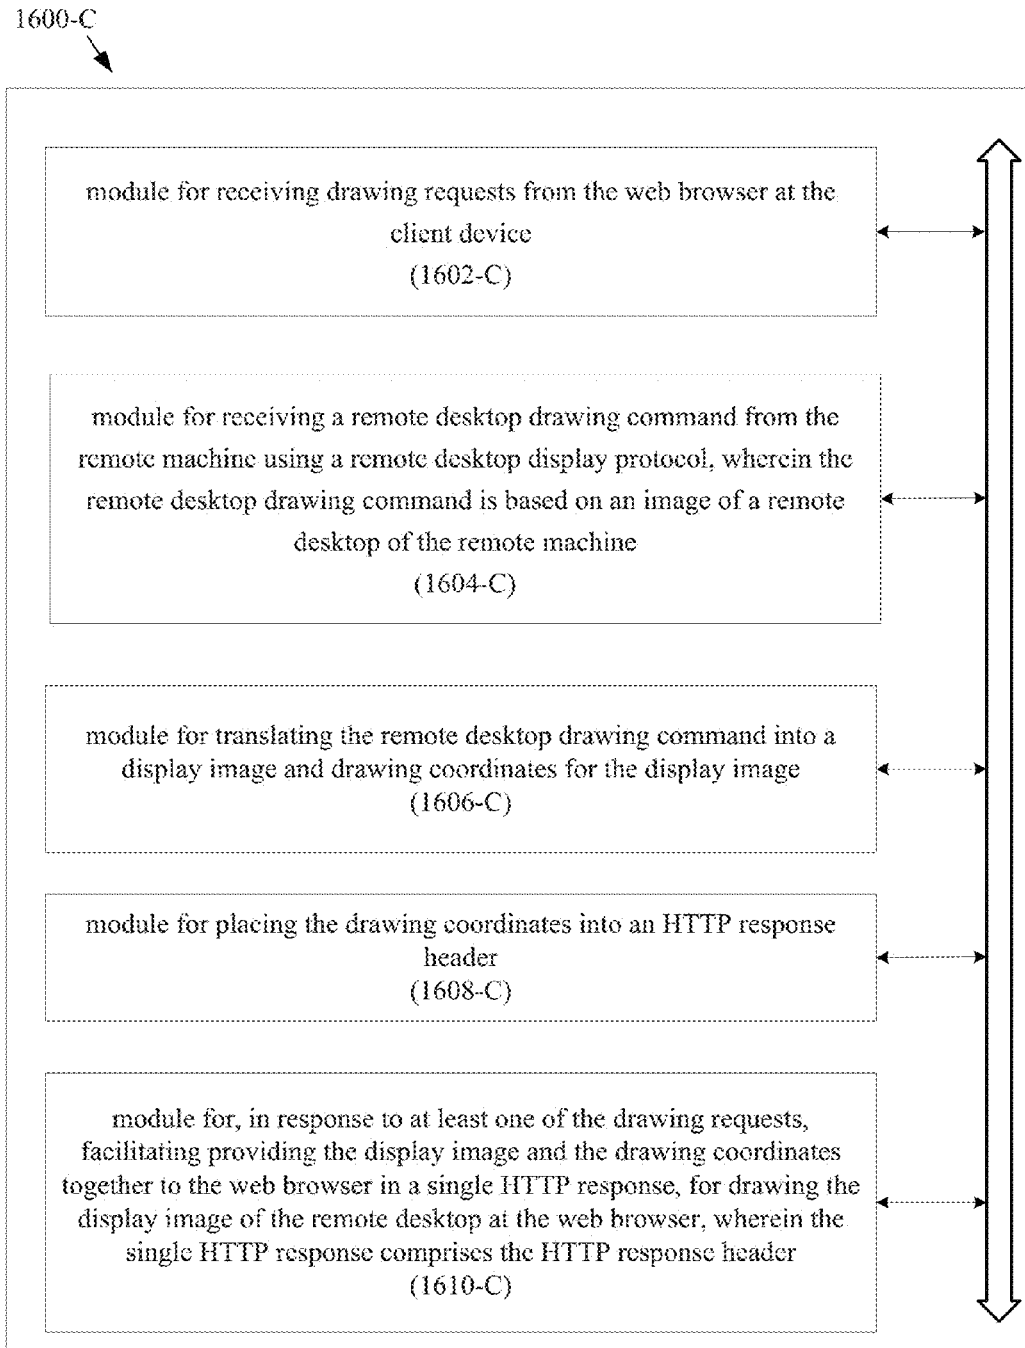 1600-C
module for receiving drawing requests from the web browser at the
client device
(1602-C)
module for receiving a remote desktop drawing command from the
remote machine using a remote desktop display protocol, wherein the
remote desktop drawing command is based on an image of a remote
desktop of the remote machine
(1604-C)
module for translating the remote desktop drawing command into a
display image and drawing coordinates for the display image
(1606-C)
module for placing the drawing coordinates into an HTTP response
header
(1608-C)
module for, in response to at least one of the drawing requests,
facilitating providing the display image and the drawing coordinates
together to the web browser in a single HTTP response, for drawing the
display image of the remote desktop at the web browser, wherein the
single HTTP response comprises the HTTP response header
(1610-C)